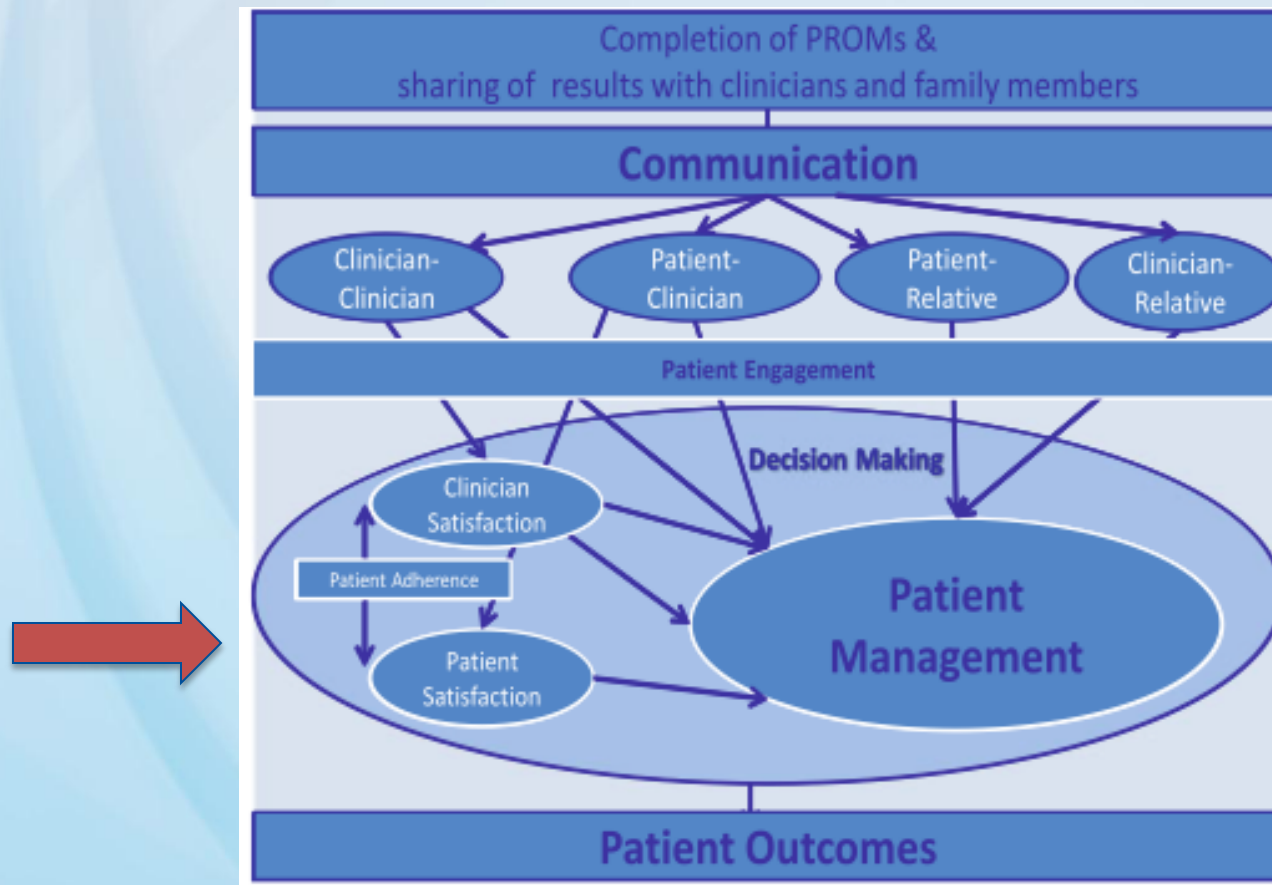 Completion of PROMs &
sharing of results with clinicians and family members
Communication
Clinician-
Clinician
Patient-
Clinician
Patient-
Relative
Clinician-
Relative
Patient Engagement
Decision Making
Clinician
Satisfaction
Patient Adherence
Patient
Satisfaction
Patient
Management
Patient Outcomes